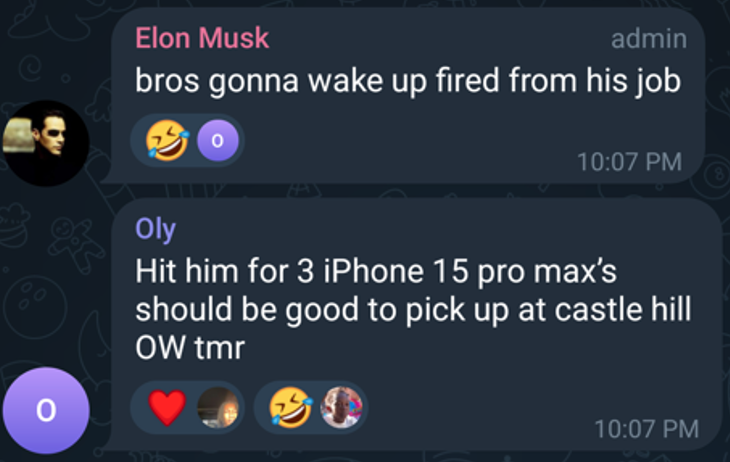 Elon Musk admin
bros gonna wake up fired from his job
O
10:07 PM
Oly
Hit him for 3 iPhone 15 pro max’s
should be good to pick up at castle hill
OW tmr
O
10:07 PM